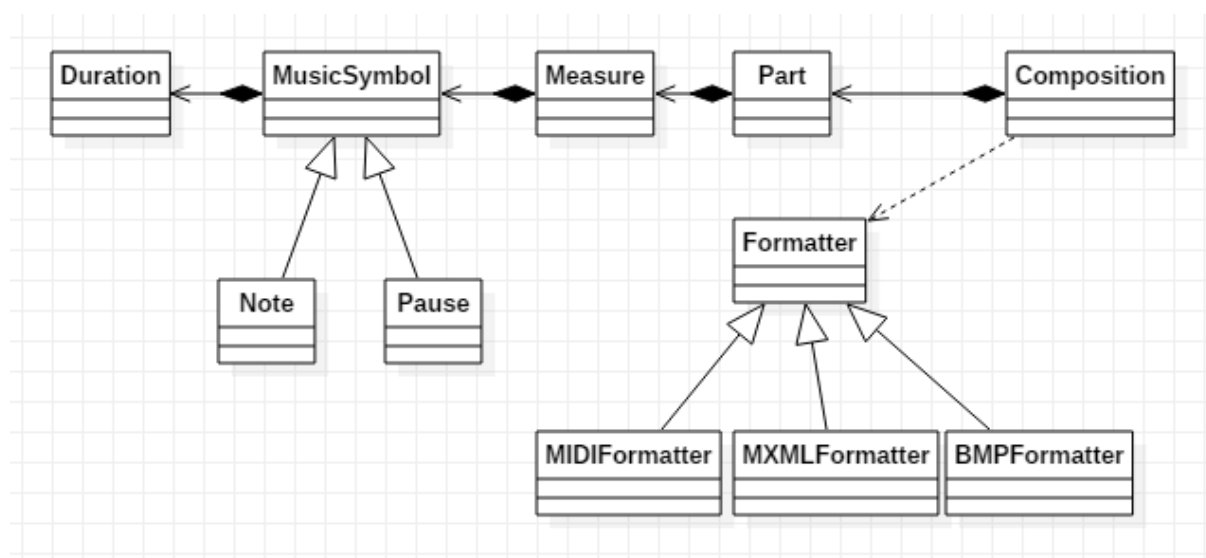 Duration
MusicSymbol
Measure
Part
Composition
Formatter
Note
Pause
MIDIFormatter
MXMLFormatter
BMPFormatter